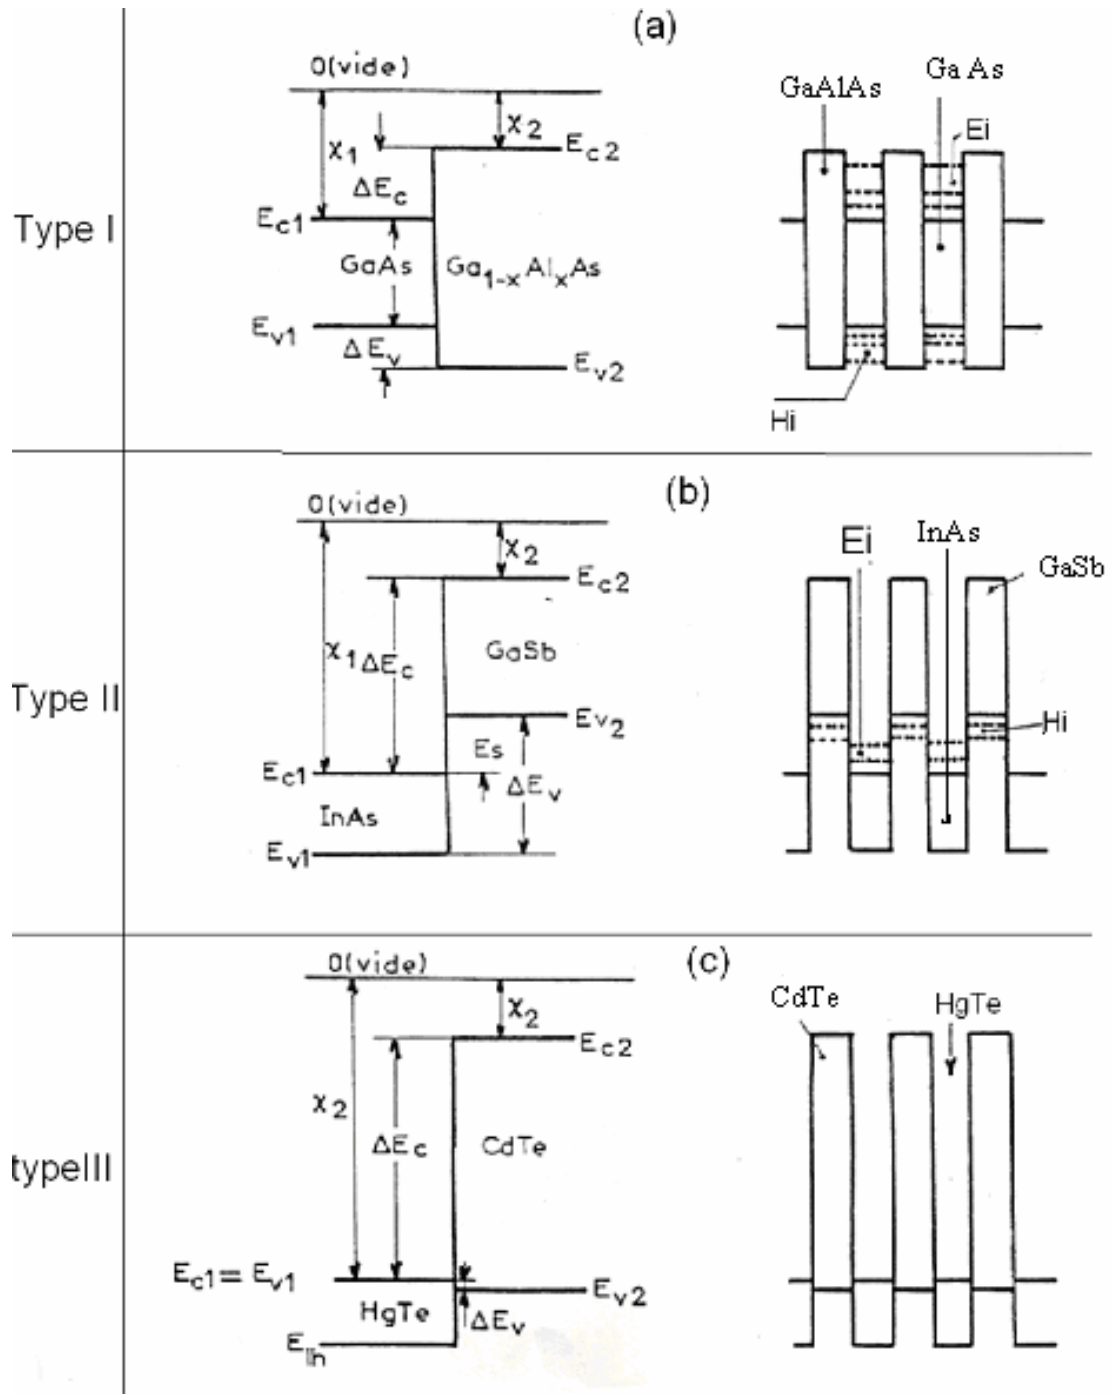 (a)
0(vide)
GaAlAs
Ga As
χ1
χ2
Ec2
Ei
ΔEc
Type I
Ec1
GaAs
Ga1-xAlxAs
Ev1
ΔEv
Ev2
Hi
(b)
0(vide)
χ2
Ei
InAs
GaSb
Ec2
χ1
ΔEc
GaSb
Type II
Ev2
Hi
Es
Ec1
ΔEv
InAs
Ev1
(c)
0(vide)
χ2
CdTe
HgTe
Ec2
χ2
ΔEc
CdTe
typeIII
Ec1= Ev1
Ev2
HgTe
ΔEv
Elh